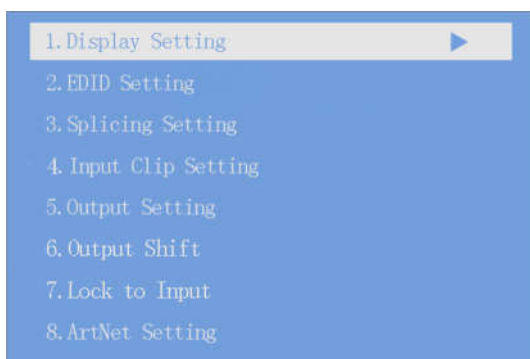 1.Display Setting
2.EDID Setting
3.Splicing Setting
4.Input Clip Setting
5.Output Setting
6.Output Shift
7.Lock to Input
8.ArtNet Setting